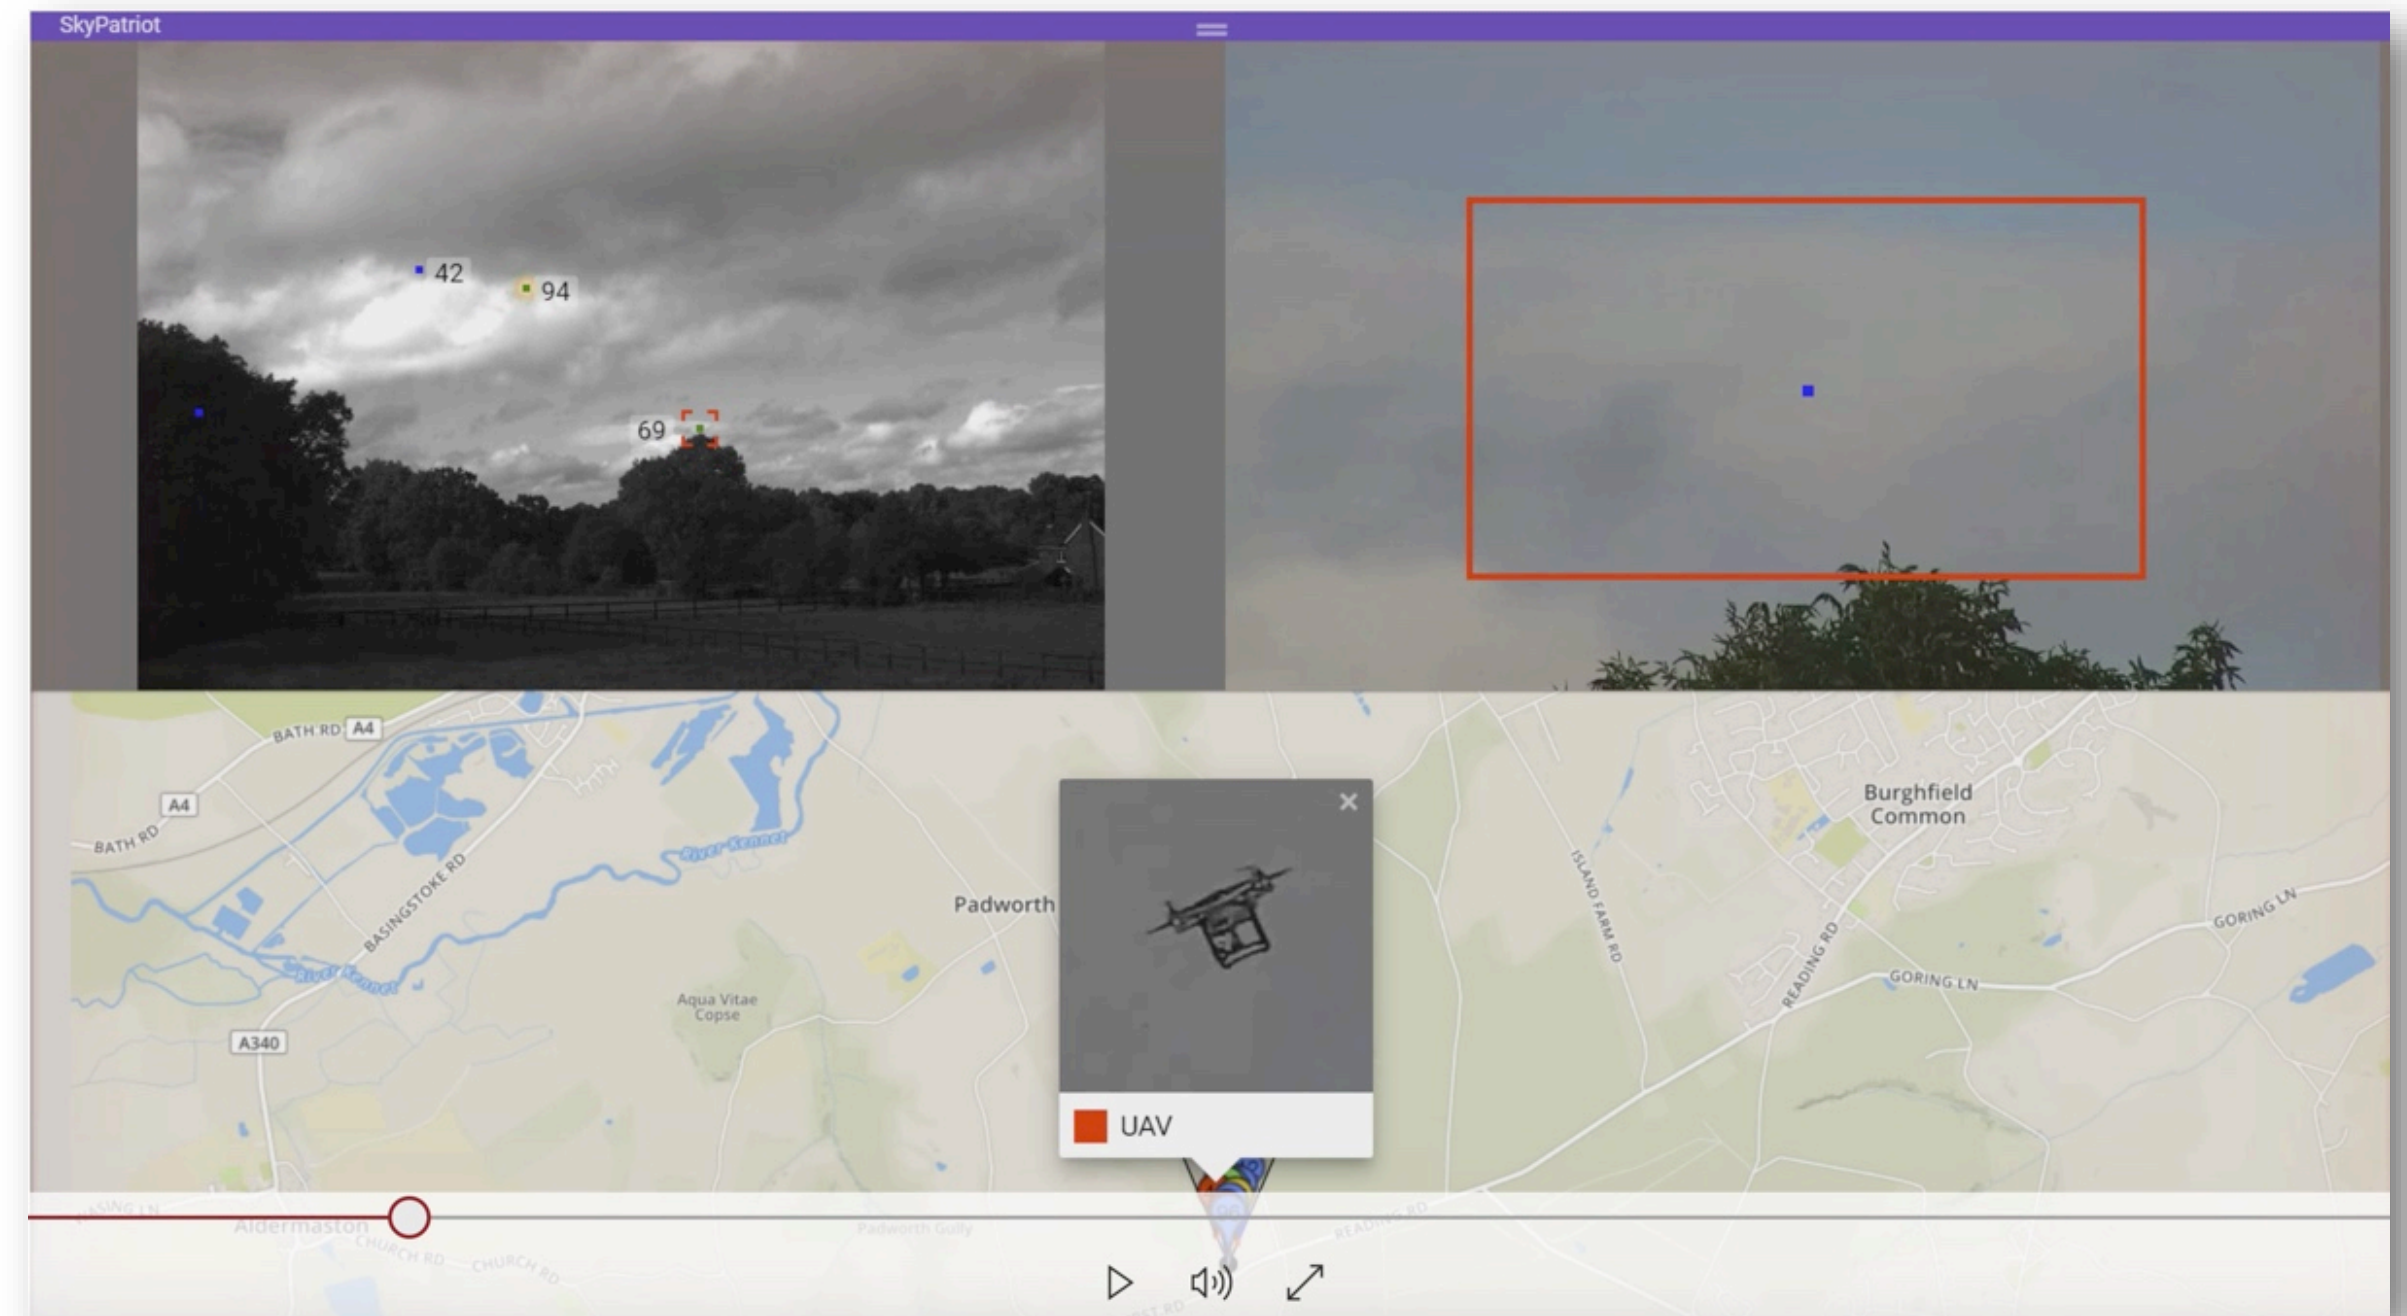 SkyPatriot
42
94
69
BATH RD
A4
A4
BATH RD
River Kennet
BASINGSTOKE RD
River Kennet
A340
Padworth
Aqua Vitae
Copse
Burghfield
Common
ISLAND FARM RD
READING RD
GORING LN
GORING LN
UAV
Aldermaston
Padworth Gully
CHURCH RD
CHURCH RD
READING RD
96